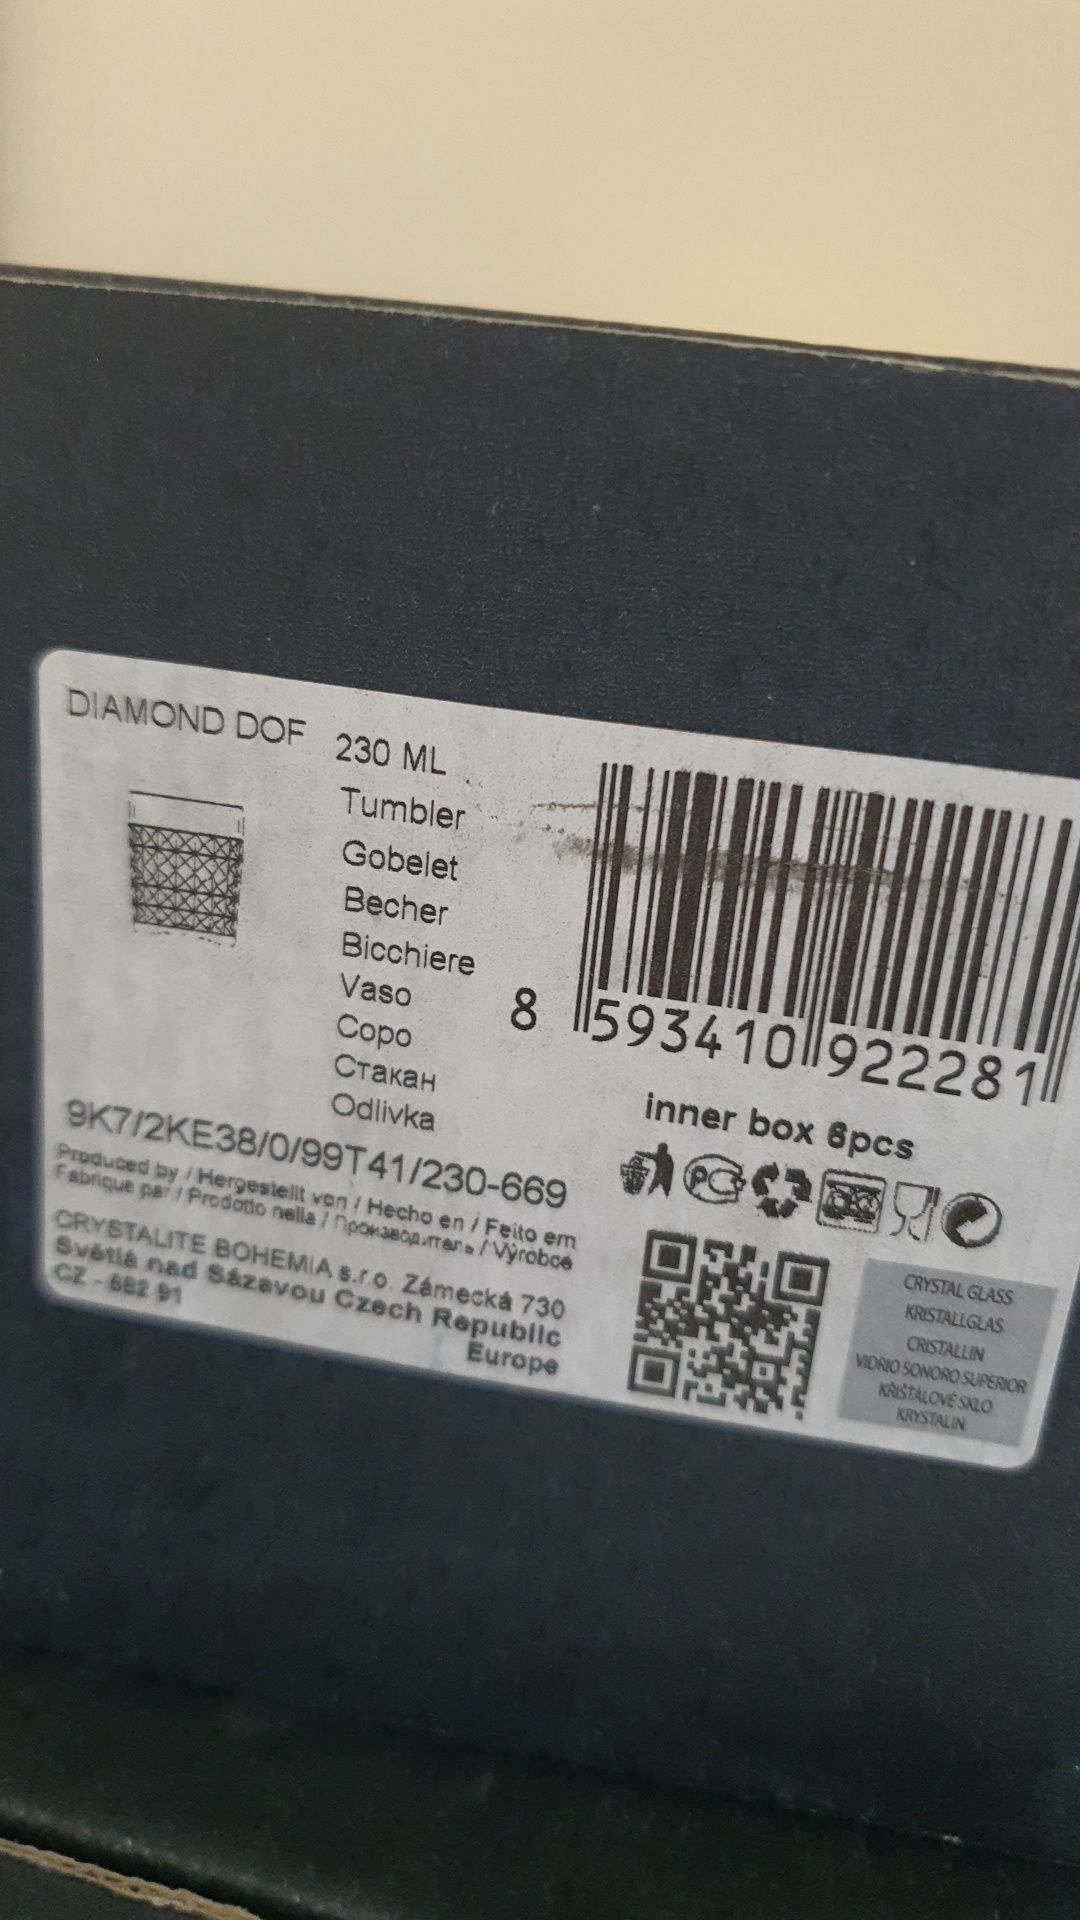 DIAMOND DOF
230 ML
Tumbler
Gobelet
Becher
Bicchiere
Vaso
Copo
Стакан
Odlivka
9K7/2KE38/0/99T41/230-669
Produced by / Hergestellt von / Hecho en / Feito em
Fabrique par / Prodotto nella / Производитель / Výrobce
CRYSTALITE BOHEMIA s.r.o. Zámecká 730
Světlá nad Sázavou Czech Republic
CZ - 582 91
Europe
8 593410 922281
inner box 6pcs
PC
CRYSTAL GLASS
KRISTALLGLAS
CRISTALLIN
VIDRIO SONORO SUPERIOR
KŘIŠŤÁLOVÉ SKLO
KRYSTALIN